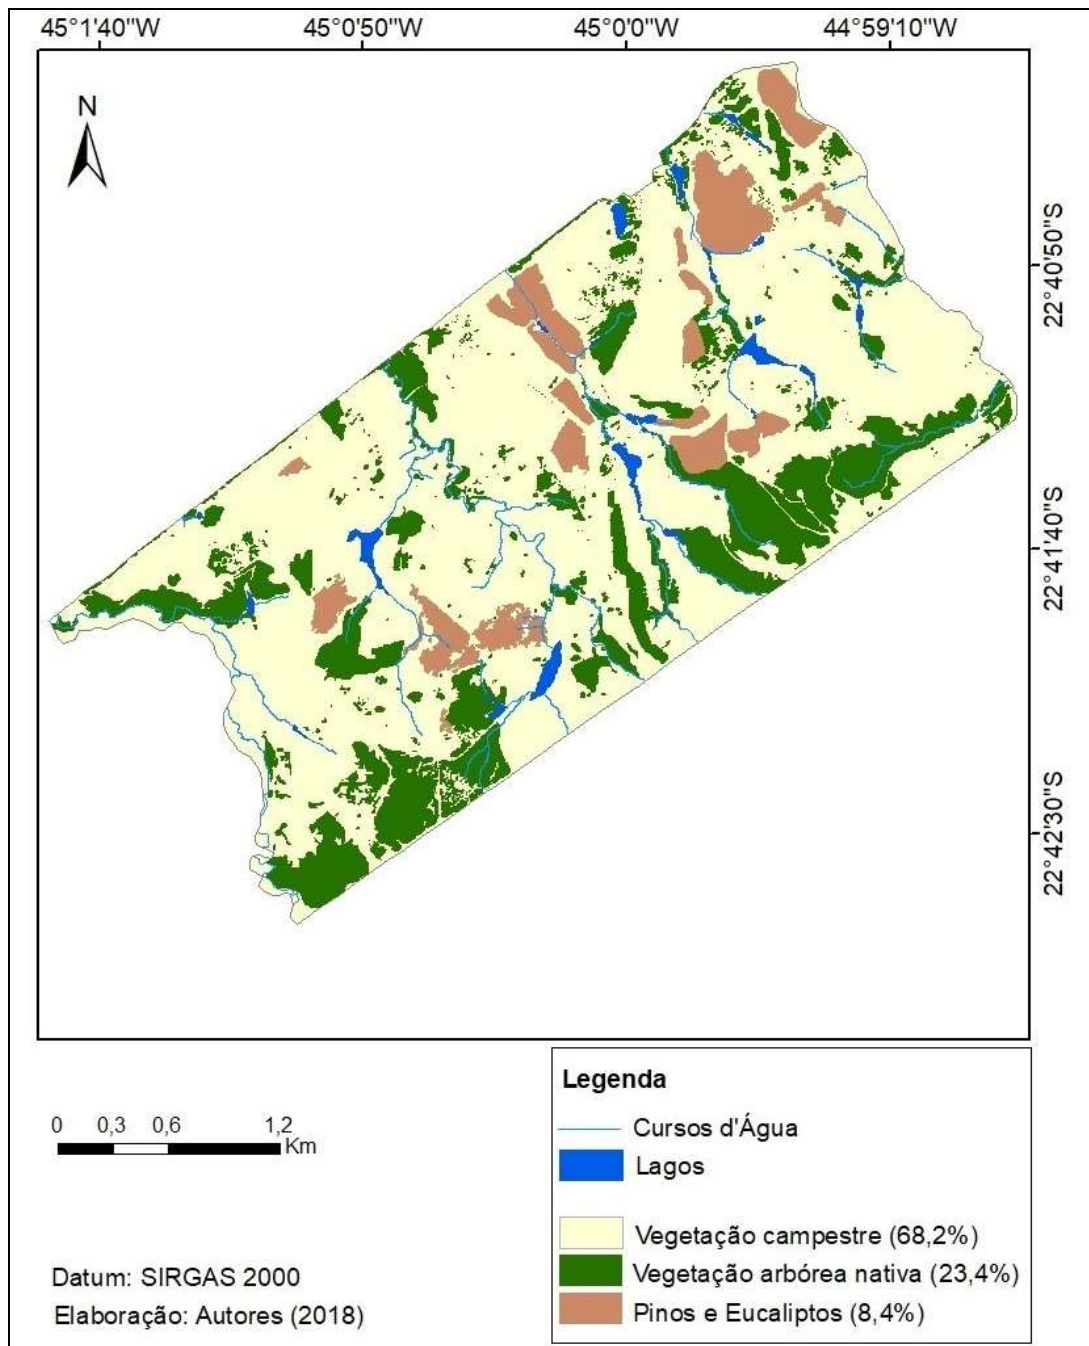 45°1'40"W 45°0'50"W 45°0'0"W 44°59'10"W
N
22°40'50"S
22°41'40"S
22°42'30"S
Legenda
0 0,3 0,6 1,2
Km
Cursos d'Água
Lagos
Vegetação campestre (68,2%)
Datum: SIRGAS 2000
Vegetação arbórea nativa (23,4%)
Elaboração: Autores (2018)
Pinos e Eucaliptos (8,4%)